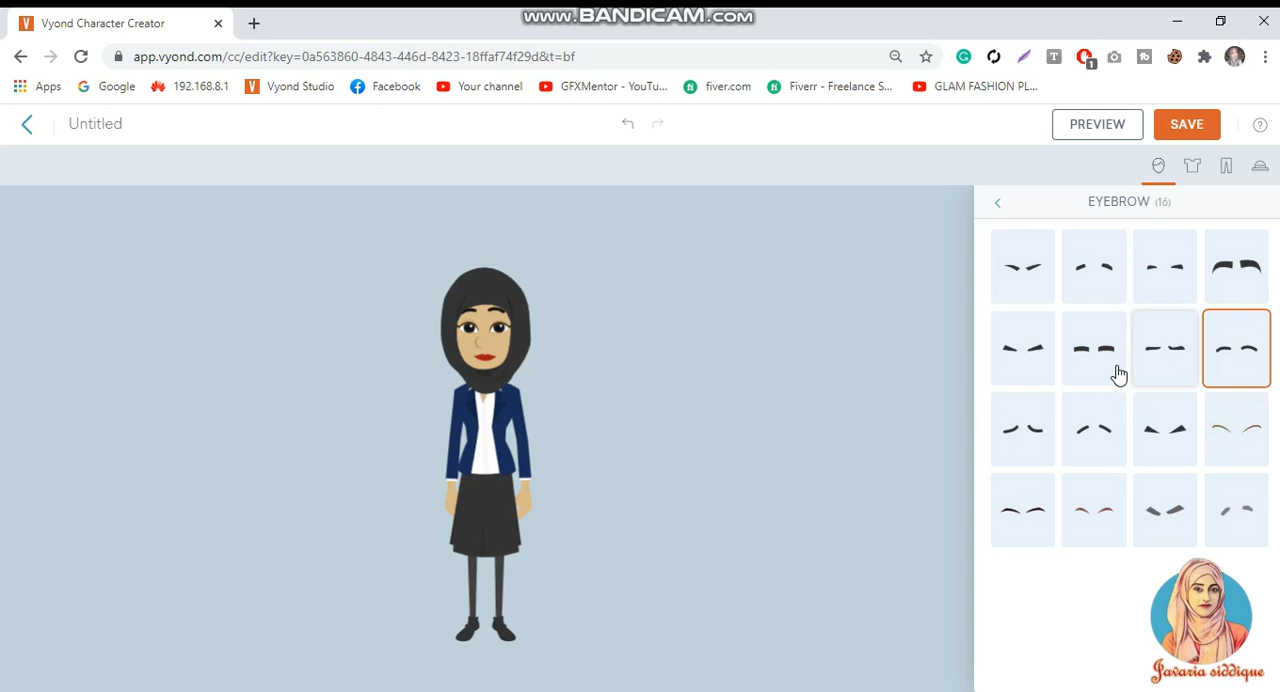 Vyond Character Creator
www.BANDICAM.com
app.vyond.com/cc/edit?key=0a563860-4843-446d-8423-18ffaf74f29d&t=bf
1
Apps Google 192.168.8.1 Vyond Studio Facebook Your channel GFXMentor - YouTu... fiver.com Fiverr - Freelance S... GLAM FASHION PL...
Untitled
PREVIEW
SAVE
EYEBROW (16)
Javaria siddique